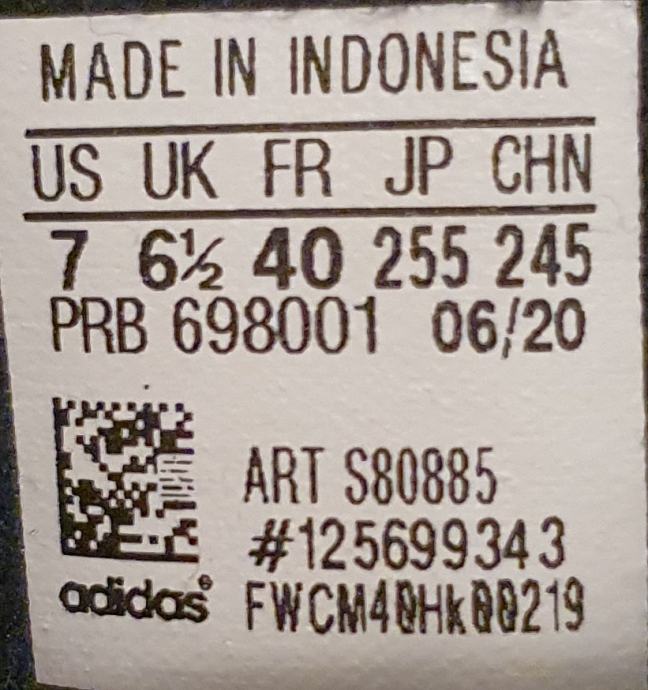 MADE IN INDONESIA
US UK FR JP CHN
7 6½ 40 255 245
PRB 698001 06/20
ART S80885
#125699343
adidas® FWCM40Hk00219